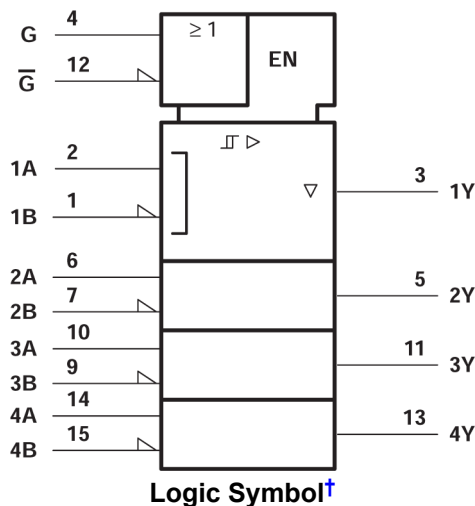 G 4 ≥ 1
EN
G̅ 12
1A 2
3 1Y
1B 1
2A 6
5 2Y
2B 7
3A 10
11 3Y
3B 9
4A 14
13 4Y
4B 15
Logic Symbol†